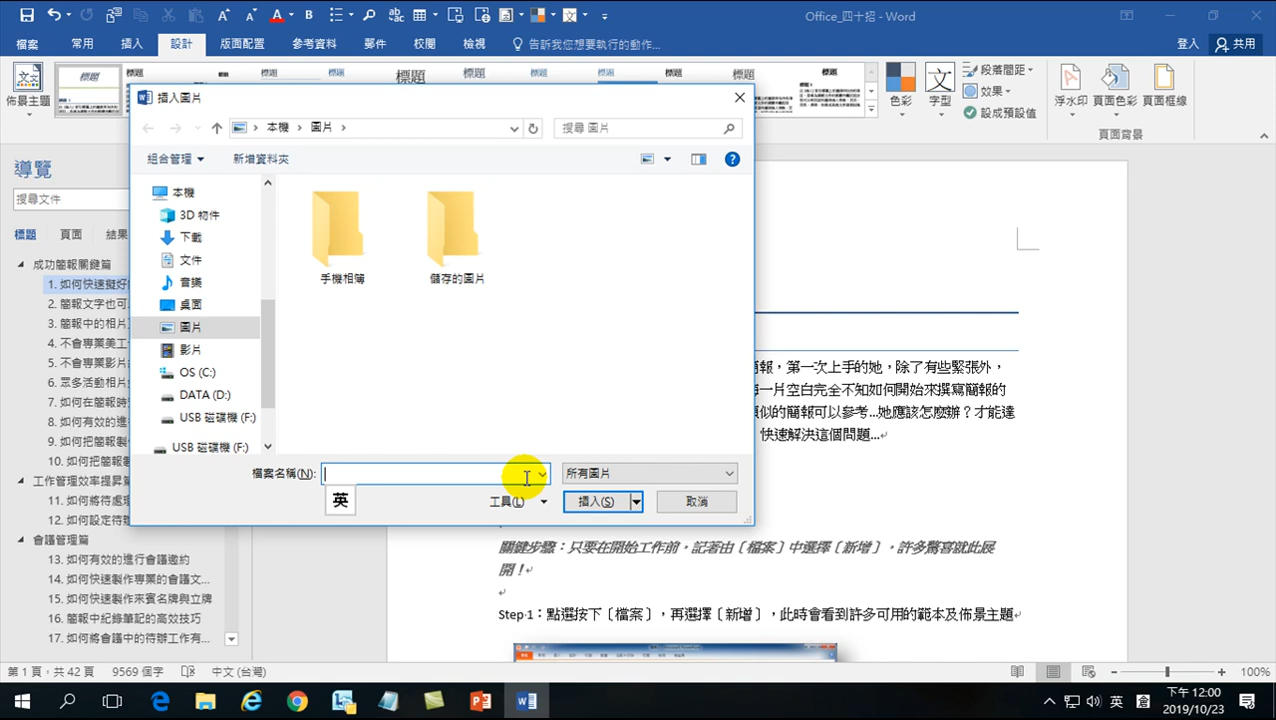 Office_四十招 - Word
檔案
常用
插入
設計
版面配置
參考資料
郵件
校閱
檢視
告訴我您想要執行的動作...
登入
共用
佈景主題
標題
標題
標題
標題
標題
標題
標題
標題
標題
標題
色彩
字型
段落間距
效果
設成預設值
浮水印
頁面色彩
頁面框線
頁面背景
插入圖片
本機
圖片
搜尋 圖片
組合管理
新增資料夾
本機
3D 物件
下載
文件
音樂
桌面
圖片
影片
OS (C:)
DATA (D:)
USB 磁碟機 (F:)
USB 磁碟機 (F:)
手機相簿
儲存的圖片
檔案名稱(N):
所有圖片
英
工具(L)
插入(S)
取消
導覽
搜尋文件
標題
頁面
結果
成功簡報關鍵篇
1. 如何快速擬好
2. 簡報文字也可
3. 簡報中的相片
4. 不會專業美工
5. 不會專業影片
6. 眾多活動相片
7. 如何在簡報時
8. 如何有效的進
9. 如何把簡報製
10. 如何把簡報製
工作管理效率提昇篇
11. 如何將待處理
12. 如何設定待辦
會議管理篇
13. 如何有效的進行會議邀約
14. 如何快速製作專業的會議文...
15. 如何快速製作來賓名牌與立牌
16. 簡報中紀錄筆記的高效技巧
17. 如何將會議中的待辦工作有...
報，第一次上手的她，除了有些緊張外，
一片空白完全不知如何開始來撰寫簡報的
類似的簡報可以參考...她應該怎麼辦？才能達
快速解決這個問題...
關鍵步驟：只要在開始工作前，記著由〔檔案〕中選擇〔新增〕，許多驚喜就此展
開！
Step 1：點選按下〔檔案〕，再選擇〔新增〕，此時會看到許多可用的範本及佈景主題
第 1 頁，共 42 頁
9569 個字
中文 (台灣)
100%
英
倉
下午 12:00
2019/10/23